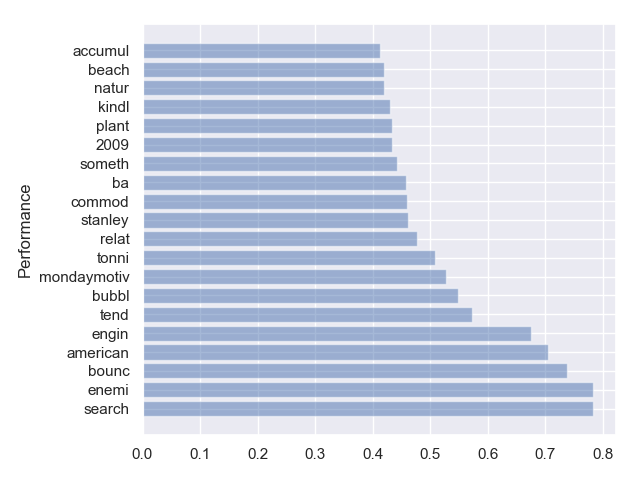 accumul
beach
natur
kindl
plant
2009
someth
ba
commod
stanley
relat
tonni
mondaymotiv
bubbl
tend
engin
american
bounc
enemi
search
Performance
0.0 0.1 0.2 0.3 0.4 0.5 0.6 0.7 0.8